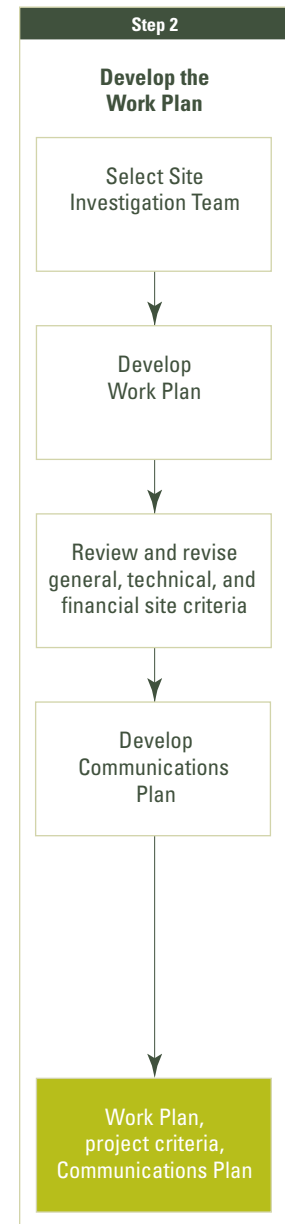 Step 2
Develop the
Work Plan
Select Site
Investigation Team
Develop
Work Plan
Review and revise
general, technical, and
financial site criteria
Develop
Communications
Plan
Work Plan,
project criteria,
Communications Plan